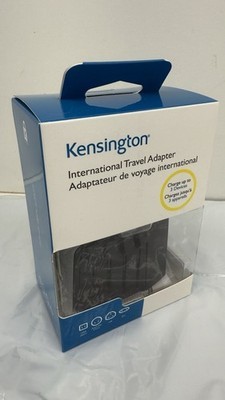 Kensington®
International Travel Adapter
Adaptateur de voyage international
Charge up to
3 Devices
Chargez jusqu'à
3 appareils